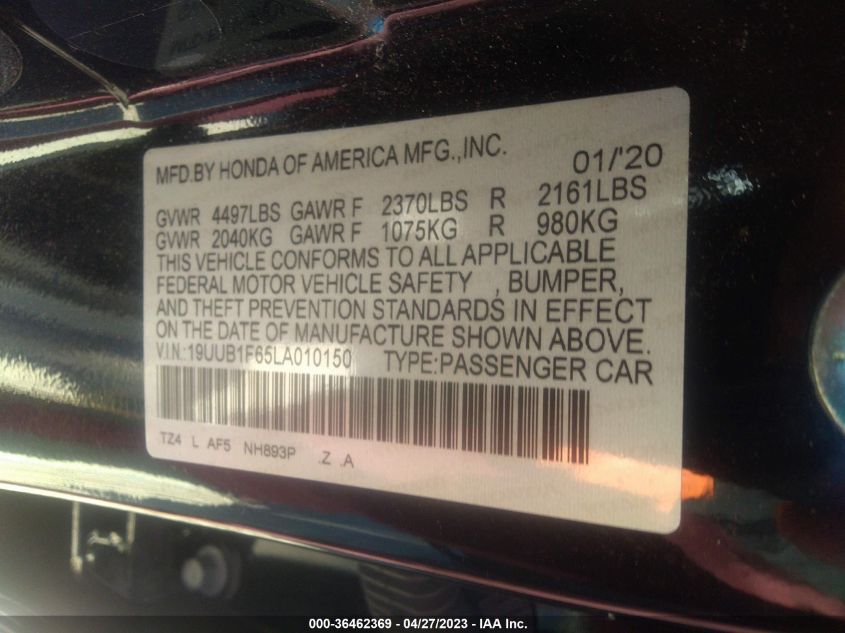 MFD.BY HONDA OF AMERICA MFG.,INC. 01/'20
GVWR 4497LBS GAWR F 2370LBS R 2161LBS
GVWR 2040KG GAWR F 1075KG R 980KG
THIS VEHICLE CONFORMS TO ALL APPLICABLE
FEDERAL MOTOR VEHICLE SAFETY , BUMPER,
AND THEFT PREVENTION STANDARDS IN EFFECT
ON THE DATE OF MANUFACTURE SHOWN ABOVE.
V.I.N.:19UUB1F65LA010150 TYPE:PASSENGER CAR
TZ4 L AF5 NH893P .Z .A
000-36462369 - 04/27/2023 - IAA Inc.